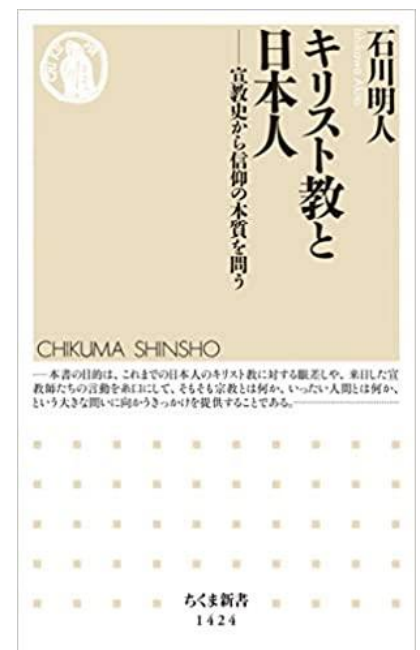 石川明人
Ishikawa Akito
キリスト教と
日本人
──宣教史から信仰の本質を問う
CHIKUMA SHINSHO
──本書の目的は、これまでの日本人のキリスト教に対する眼差しや、来日した宣
教師たちの言動を糸口にして、そもそも宗教とは何か、いったい人間とは何か、
という大きな問いに向かうきっかけを提供することである。
ちくま新書
1424